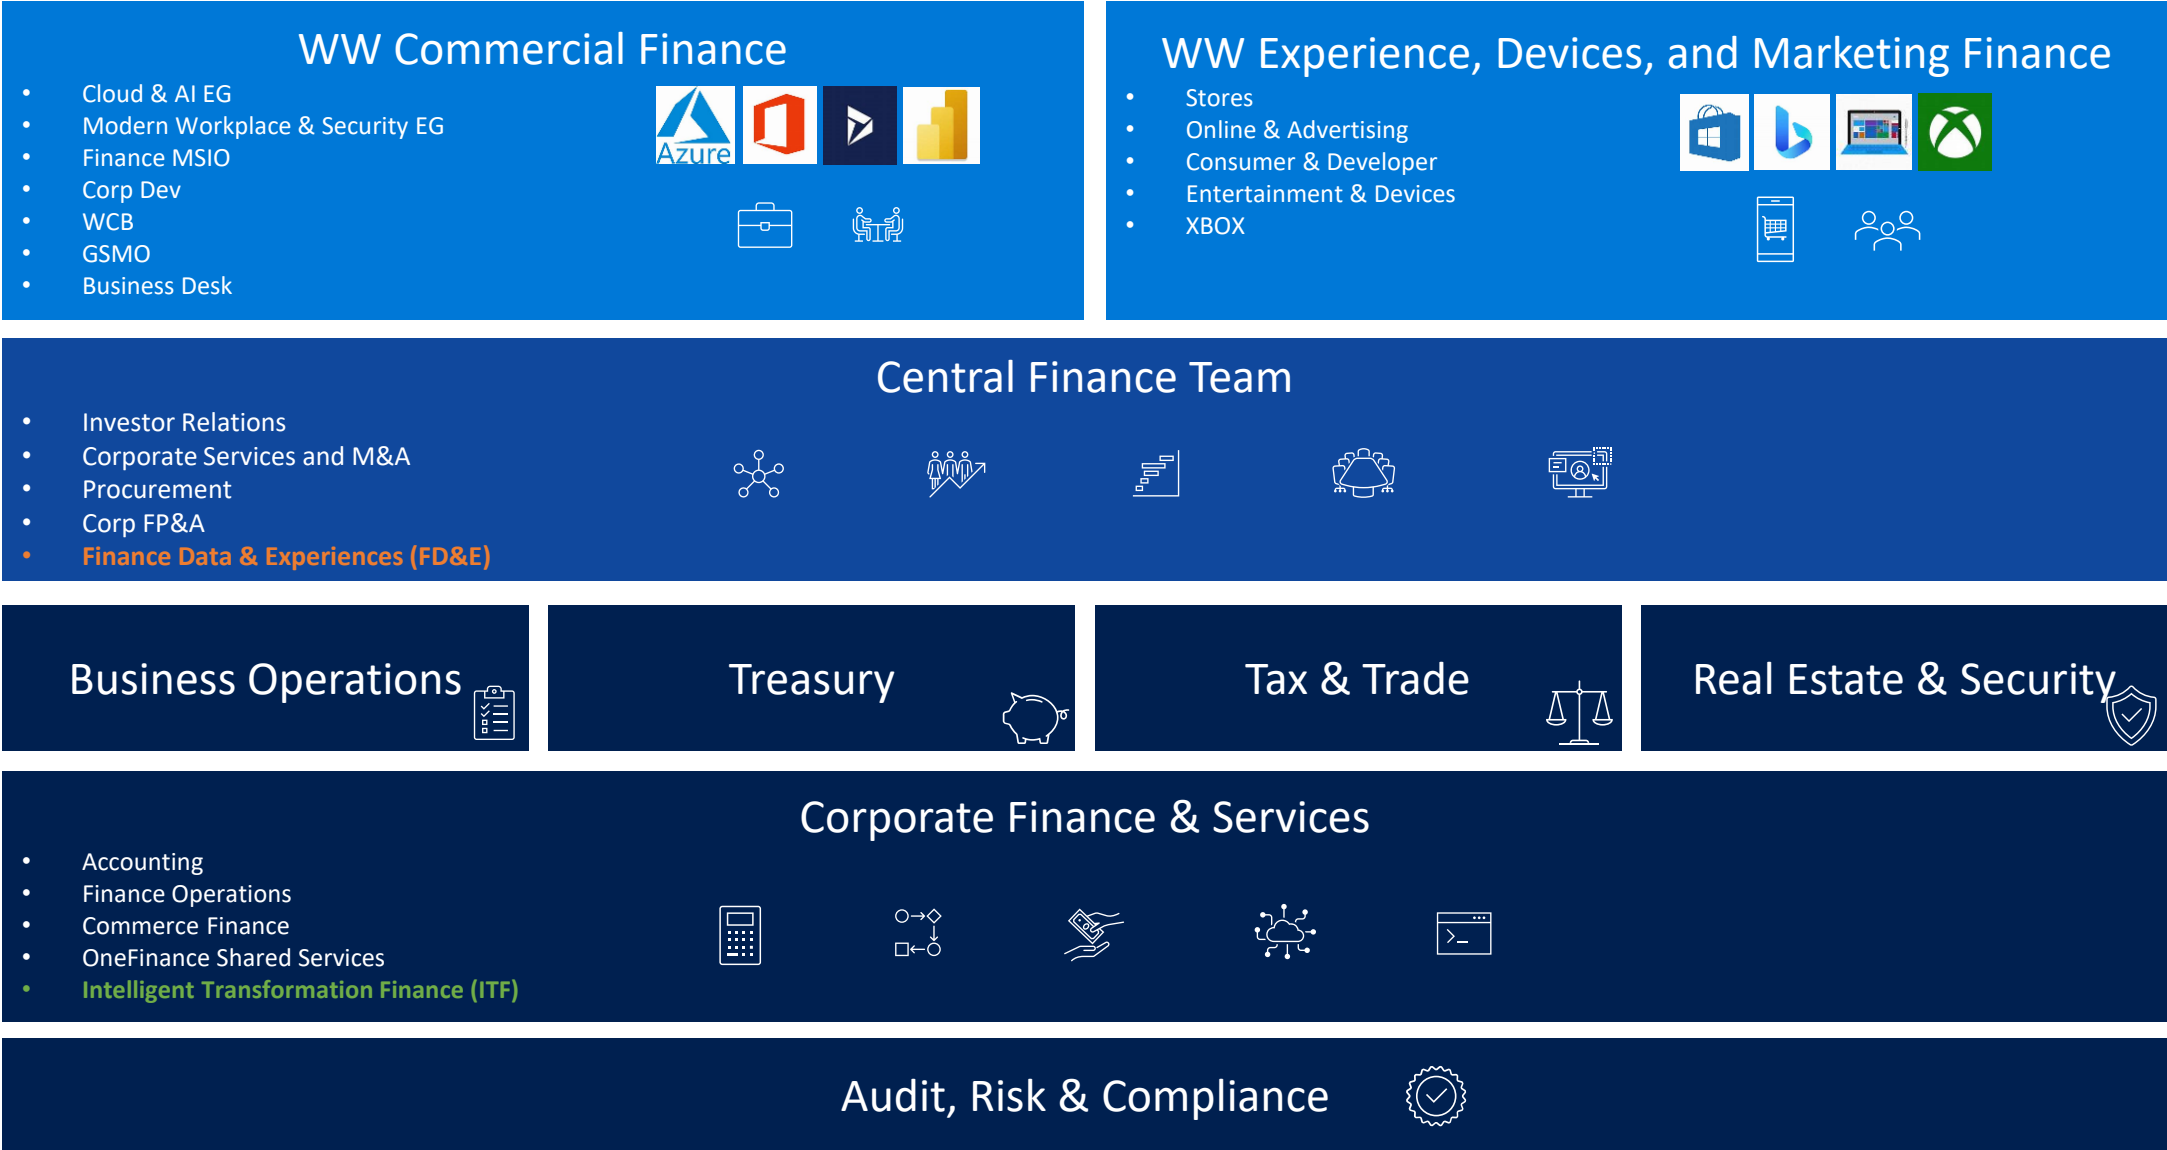 WW Commercial Finance
• Cloud & AI EG
• Modern Workplace & Security EG
• Finance MSIO
• Corp Dev
• WCB
• GSMO
• Business Desk
Azure
WW Experience, Devices, and Marketing Finance
• Stores
• Online & Advertising
• Consumer & Developer
• Entertainment & Devices
• XBOX
Central Finance Team
• Investor Relations
• Corporate Services and M&A
• Procurement
• Corp FP&A
• Finance Data & Experiences (FD&E)
Business Operations
Treasury
Tax & Trade
Real Estate & Security
Corporate Finance & Services
• Accounting
• Finance Operations
• Commerce Finance
• OneFinance Shared Services
• Intelligent Transformation Finance (ITF)
Audit, Risk & Compliance